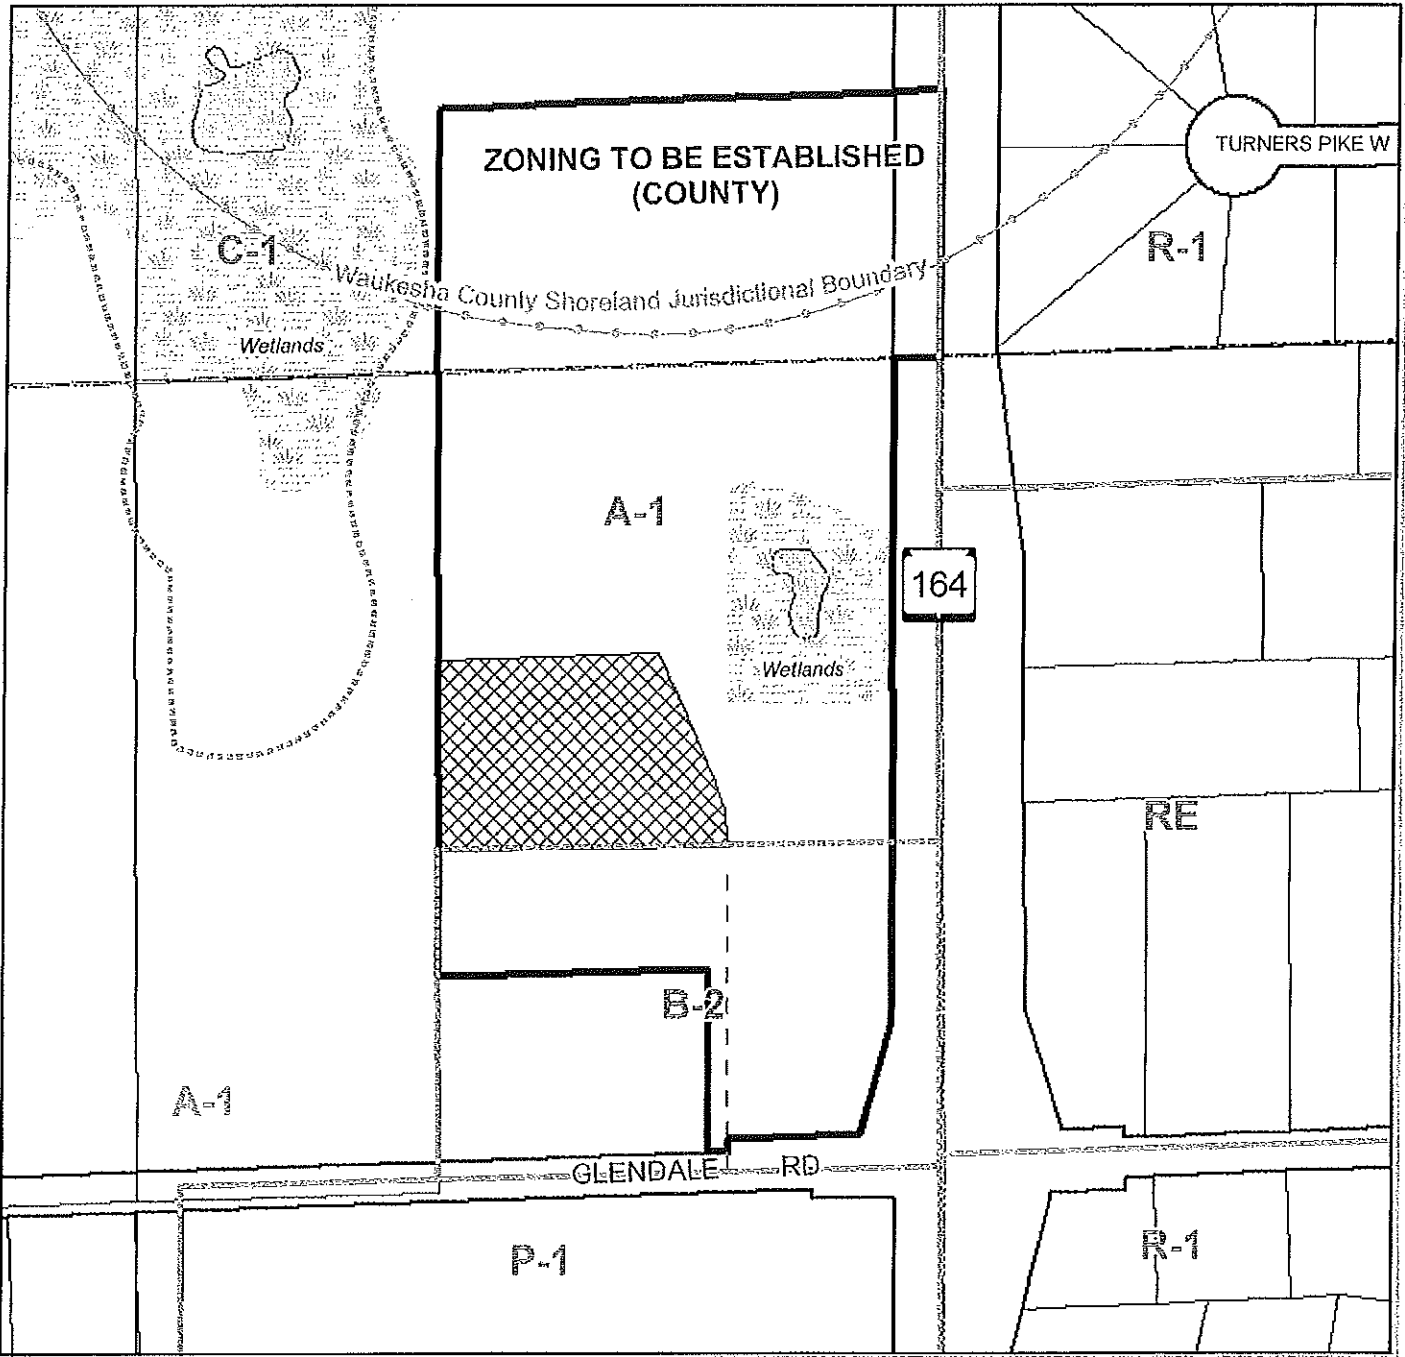 TURNERS PIKE W
ZONING TO BE ESTABLISHED
(COUNTY)
C-1
R-1
Waukesha County Shoreland Jurisdictional Boundary
Wetlands
A-1
164
Wetlands
RE
B-2
A-1
GLENDALE RD
P-1
R-1